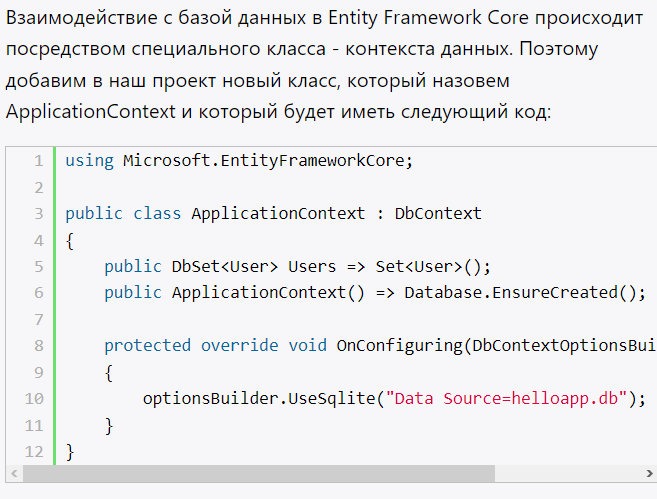 Взаимодействие с базой данных в Entity Framework Core происходит
посредством специального класса - контекста данных. Поэтому
добавим в наш проект новый класс, который назовем
ApplicationContext и который будет иметь следующий код:
1 using Microsoft.EntityFrameworkCore;
2
3 public class ApplicationContext : DbContext
4 {
5     public DbSet<User> Users => Set<User>();
6     public ApplicationContext() => Database.EnsureCreated();
7
8     protected override void OnConfiguring(DbContextOptionsBui
9     {
10         optionsBuilder.UseSqlite("Data Source=helloapp.db");
11     }
12 }